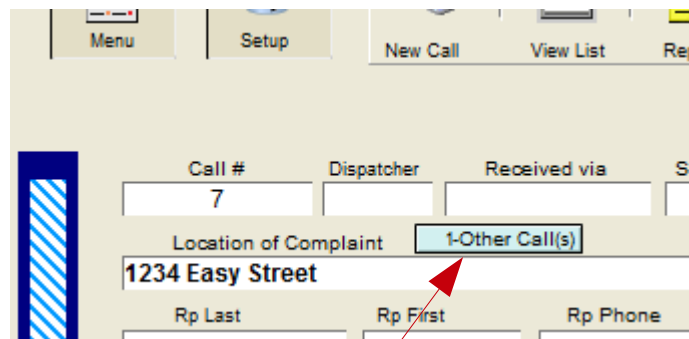 Menu Setup New Call View List Rep
Call # Dispatcher Received via S
7
Location of Complaint 1-Other Call(s)
1234 Easy Street
Rp Last Rp First Rp Phone